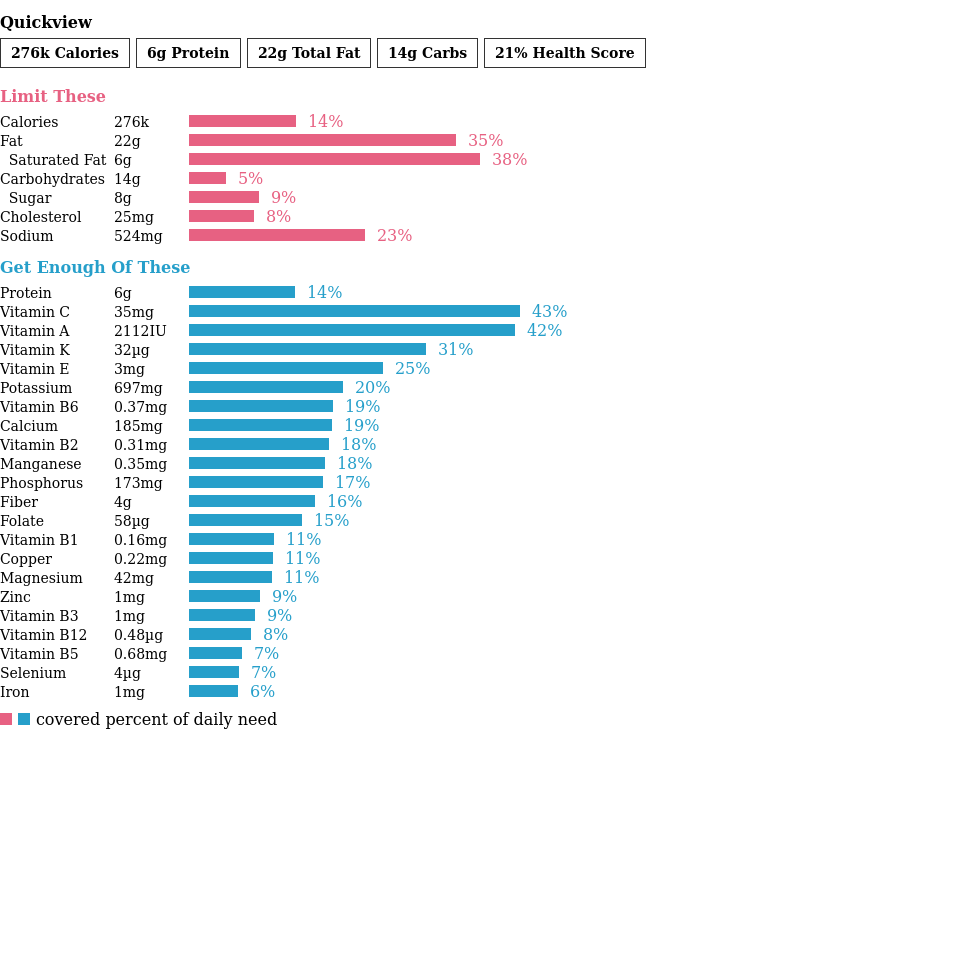 Quickview
276k Calories 6g Protein 22g Total Fat 14g Carbs 21% Health Score
Limit These
Calories 276k 14%
Fat 22g 35%
Saturated Fat 6g 38%
Carbohydrates 14g 5%
Sugar 8g 9%
Cholesterol 25mg 8%
Sodium 524mg 23%
Get Enough Of These
Protein 6g 14%
Vitamin C 35mg 43%
Vitamin A 2112IU 42%
Vitamin K 32µg 31%
Vitamin E 3mg 25%
Potassium 697mg 20%
Vitamin B6 0.37mg 19%
Calcium 185mg 19%
Vitamin B2 0.31mg 18%
Manganese 0.35mg 18%
Phosphorus 173mg 17%
Fiber 4g 16%
Folate 58µg 15%
Vitamin B1 0.16mg 11%
Copper 0.22mg 11%
Magnesium 42mg 11%
Zinc 1mg 9%
Vitamin B3 1mg 9%
Vitamin B12 0.48µg 8%
Vitamin B5 0.68mg 7%
Selenium 4µg 7%
Iron 1mg 6%
covered percent of daily need